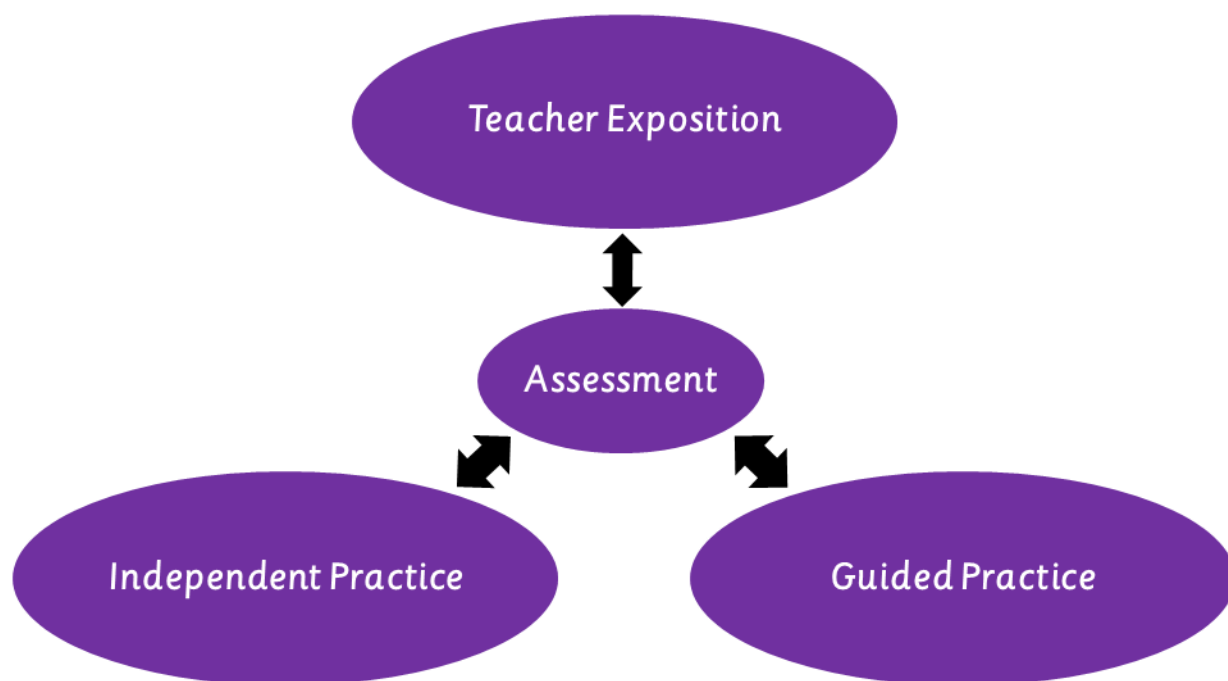 Teacher Exposition
Assessment
Independent Practice
Guided Practice